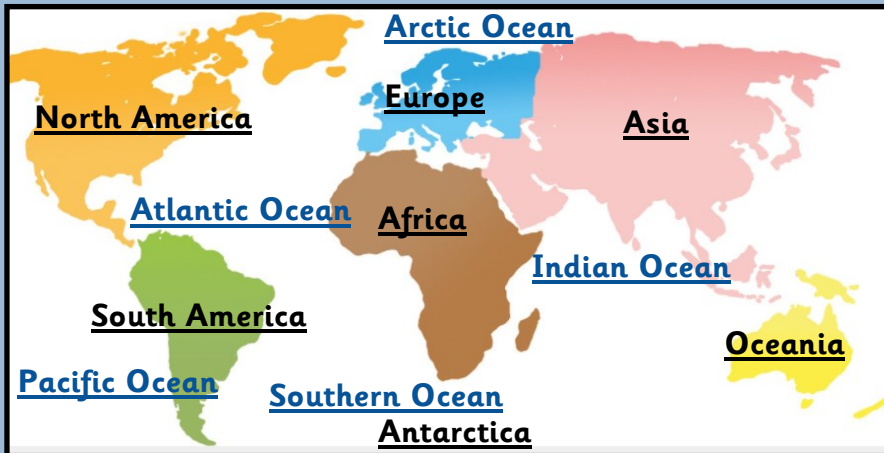 Arctic Ocean
Europe
North America
Asia
Atlantic Ocean
Africa
Indian Ocean
South America
Oceania
Pacific Ocean
Southern Ocean
Antarctica